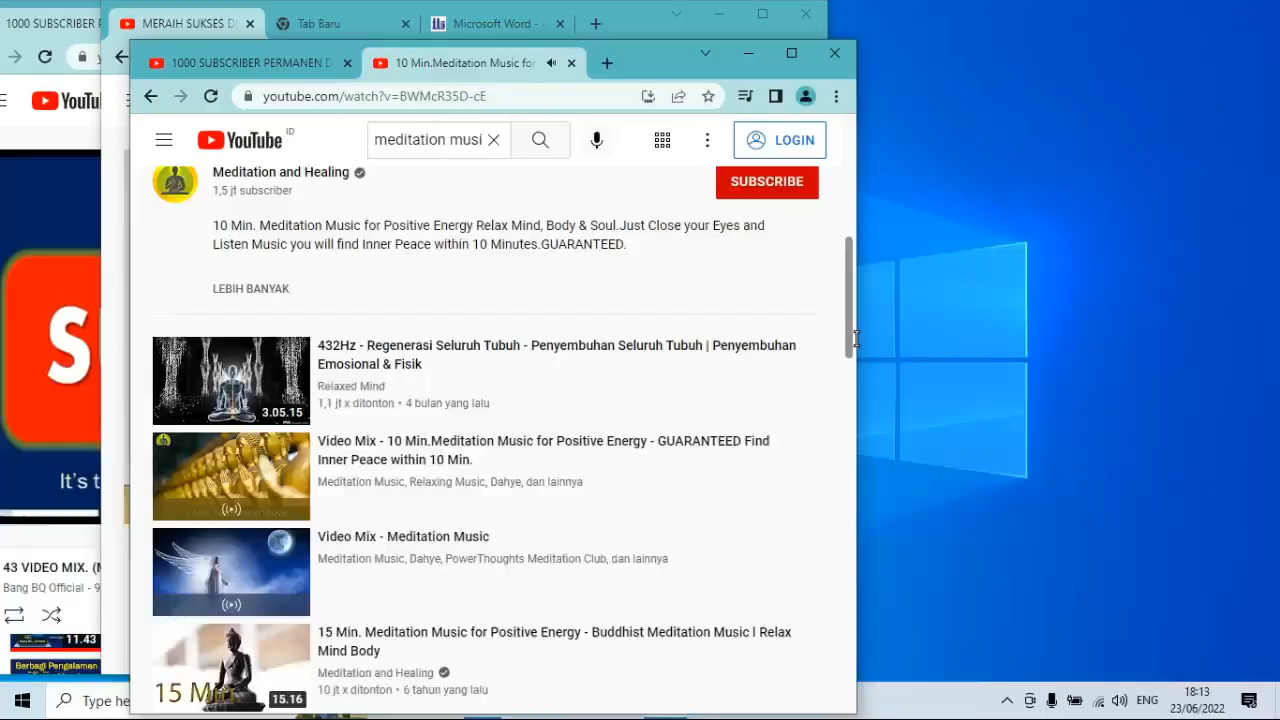 1000 SUBSCRIBER F
MERAIH SUKSES D
Tab Baru
Microsoft Word -
1000 SUBSCRIBER PERMANEN D
10 Min.Meditation Music for
youtube.com/watch?v=BWMcR35D-cE
YouTube ID
meditation musi
LOGIN
Meditation and Healing
1,5 jt subscriber
SUBSCRIBE
10 Min. Meditation Music for Positive Energy Relax Mind, Body & Soul.Just Close your Eyes and
Listen Music you will find Inner Peace within 10 Minutes.GUARANTEED.
LEBIH BANYAK
432Hz - Regenerasi Seluruh Tubuh - Penyembuhan Seluruh Tubuh | Penyembuhan
Emosional & Fisik
Relaxed Mind
1,1 jt x ditonton • 4 bulan yang lalu
3.05.15
Video Mix - 10 Min.Meditation Music for Positive Energy - GUARANTEED Find
Inner Peace within 10 Min.
Meditation Music, Relaxing Music, Dahye, dan lainnya
Video Mix - Meditation Music
Meditation Music, Dahye, PowerThoughts Meditation Club, dan lainnya
15 Min. Meditation Music for Positive Energy - Buddhist Meditation Music | Relax
Mind Body
Meditation and Healing
10 jt x ditonton • 6 tahun yang lalu
15 Min.
15.16
YouTu
S
It's t
43 VIDEO MIX. (M
Bang BQ Official - 9
11.43
Berbagi Pengalaman
Type he
ENG
18:13
23/06/2022